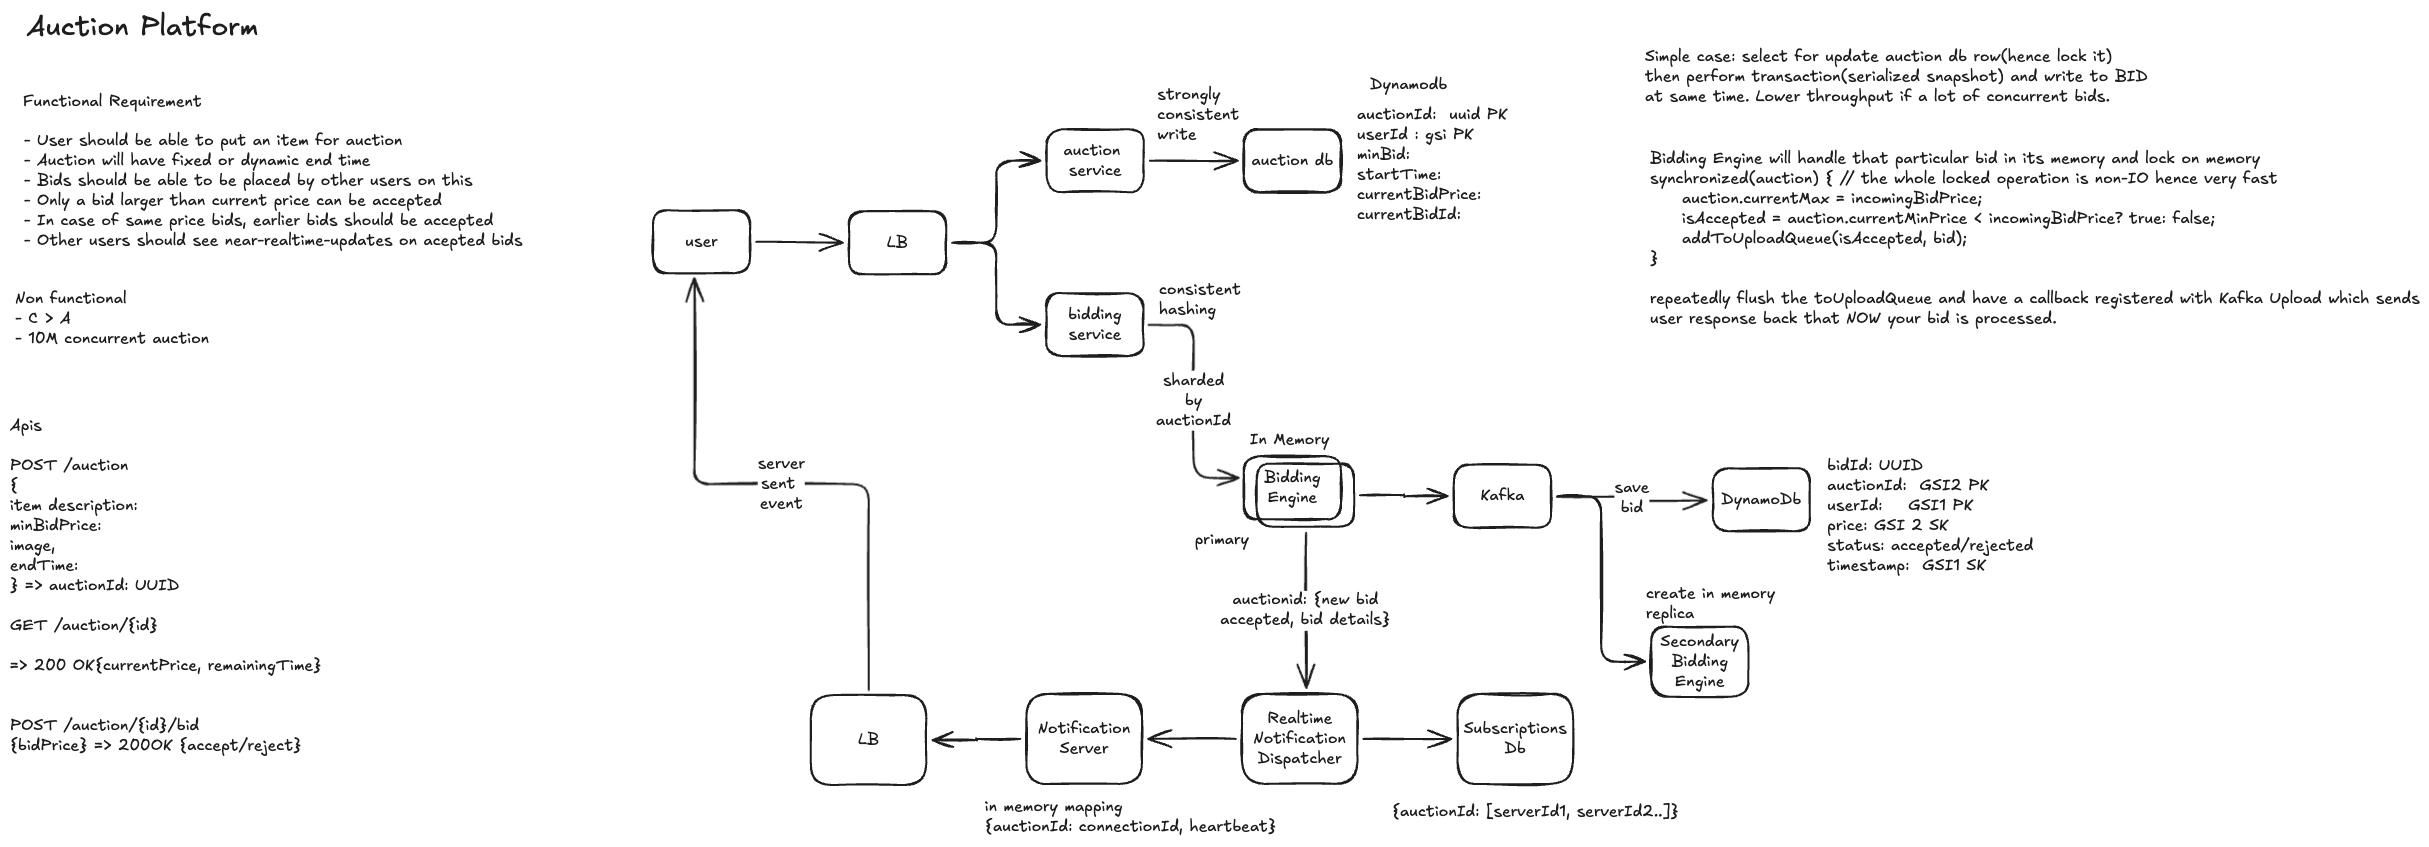 Auction Platform
Functional Requirement
- User should be able to put an item for auction
- Auction will have fixed or dynamic end time
- Bids should be able to be placed by other users on this
- Only a bid larger than current price can be accepted
- In case of same price bids, earlier bids should be accepted
- Other users should see near-realtime-updates on acepted bids
Non functional
- C > A
- 10M concurrent auction
Apis
POST /auction
{
item description:
minBidPrice:
image,
endTime:
} => auctionId: UUID
GET /auction/{id}
=> 200 OK{currentPrice, remainingTime}
POST /auction/{id}/bid
{bidPrice} => 200OK {accept/reject}
user
LB
auction
service
strongly
consistent
write
auction db
Dynamodb
auctionId: uuid PK
userId : gsi PK
minBid:
startTime:
currentBidPrice:
currentBidId:
bidding
service
consistent
hashing
sharded
by
auctionId
In Memory
Bidding
Engine
primary
Kafka
save
bid
DynamoDb
bidId: UUID
auctionId: GSI2 PK
userId: GSI1 PK
price: GSI 2 SK
status: accepted/rejected
timestamp: GSI1 SK
create in memory
replica
Secondary
Bidding
Engine
auctionid: {new bid
accepted, bid details}
Realtime
Notification
Dispatcher
Subscriptions
Db
{auctionId: [serverId1, serverId2..]}
Notification
Server
in memory mapping
{auctionId: connectionId, heartbeat}
LB
server
sent
event
Simple case: select for update auction db row(hence lock it)
then perform transaction(serialized snapshot) and write to BID
at same time. Lower throughput if a lot of concurrent bids.
Bidding Engine will handle that particular bid in its memory and lock on memory
synchronized(auction) { // the whole locked operation is non-IO hence very fast
auction.currentMax = incomingBidPrice;
isAccepted = auction.currentMinPrice < incomingBidPrice? true: false;
addToUploadQueue(isAccepted, bid);
}
repeatedly flush the toUploadQueue and have a callback registered with Kafka Upload which sends
user response back that NOW your bid is processed.